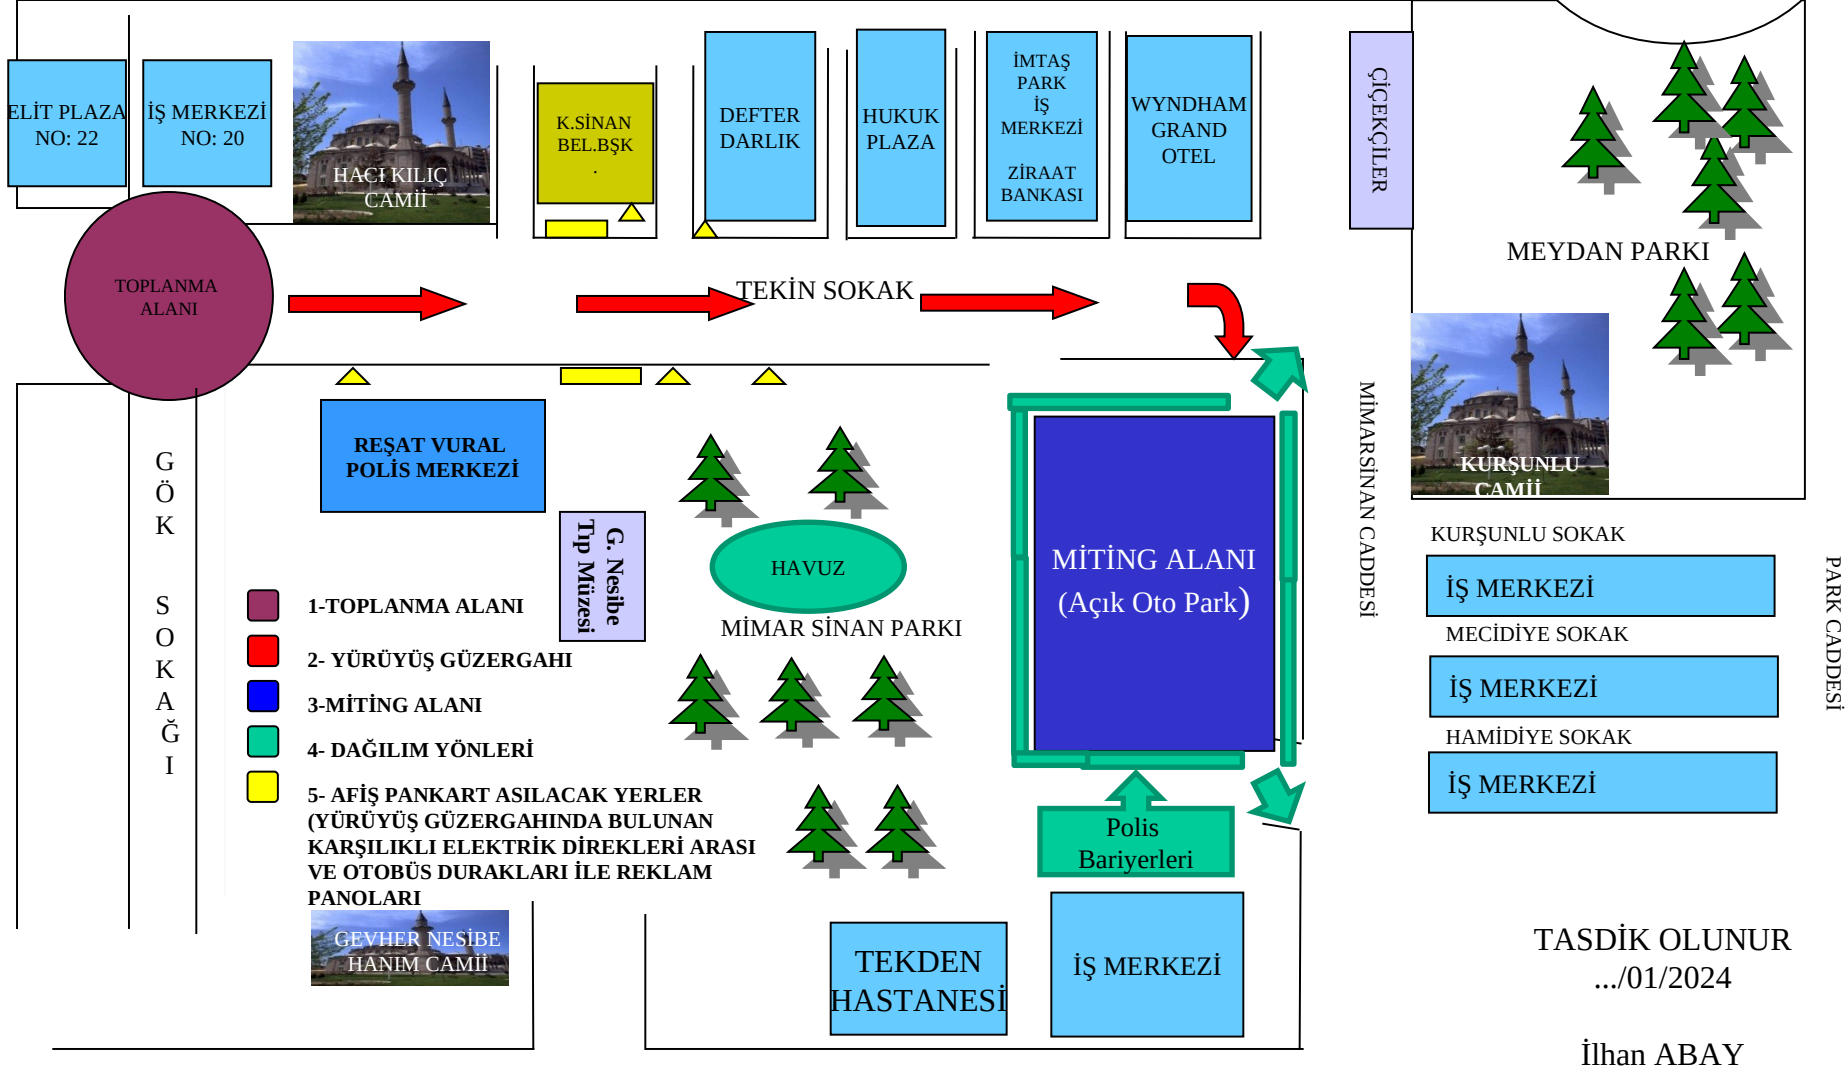 ELİT PLAZA
NO: 22
İŞ MERKEZİ
NO: 20
HACI KILIÇ
CAMİİ
K.SİNAN
BEL.BŞK
.
DEFTER
DARLIK
HUKUK
PLAZA
İMTAŞ
PARK
İŞ
MERKEZİ
ZİRAAT
BANKASI
WYNDHAM
GRAND
OTEL
ÇİÇEKÇİLER
MEYDAN PARKI
TOPLANMA
ALANI
TEKİN SOKAK
KURŞUNLU
CAMİİ
MİMARSİNAN CADDESİ
GÖK SOKAĞI
REŞAT VURAL
POLİS MERKEZİ
G. Nesibe
Tıp Müzesi
HAVUZ
MİMAR SİNAN PARKI
MİTİNG ALANI
(Açık Oto Park)
KURŞUNLU SOKAK
İŞ MERKEZİ
MECİDİYE SOKAK
İŞ MERKEZİ
HAMİDİYE SOKAK
İŞ MERKEZİ
PARK CADDESİ
1-TOPLANMA ALANI
2- YÜRÜYÜŞ GÜZERGAHI
3-MİTİNG ALANI
4- DAĞILIM YÖNLERİ
5- AFİŞ PANKART ASILACAK YERLER
(YÜRÜYÜŞ GÜZERGAHINDA BULUNAN
KARŞILIKLI ELEKTRİK DİREKLERİ ARASI
VE OTOBÜS DURAKLARI İLE REKLAM
PANOLARI
Polis
Bariyerleri
GEVHER NESİBE
HANIM CAMİİ
TEKDEN
HASTANESİ
İŞ MERKEZİ
TASDİK OLUNUR
.../01/2024
İlhan ABAY